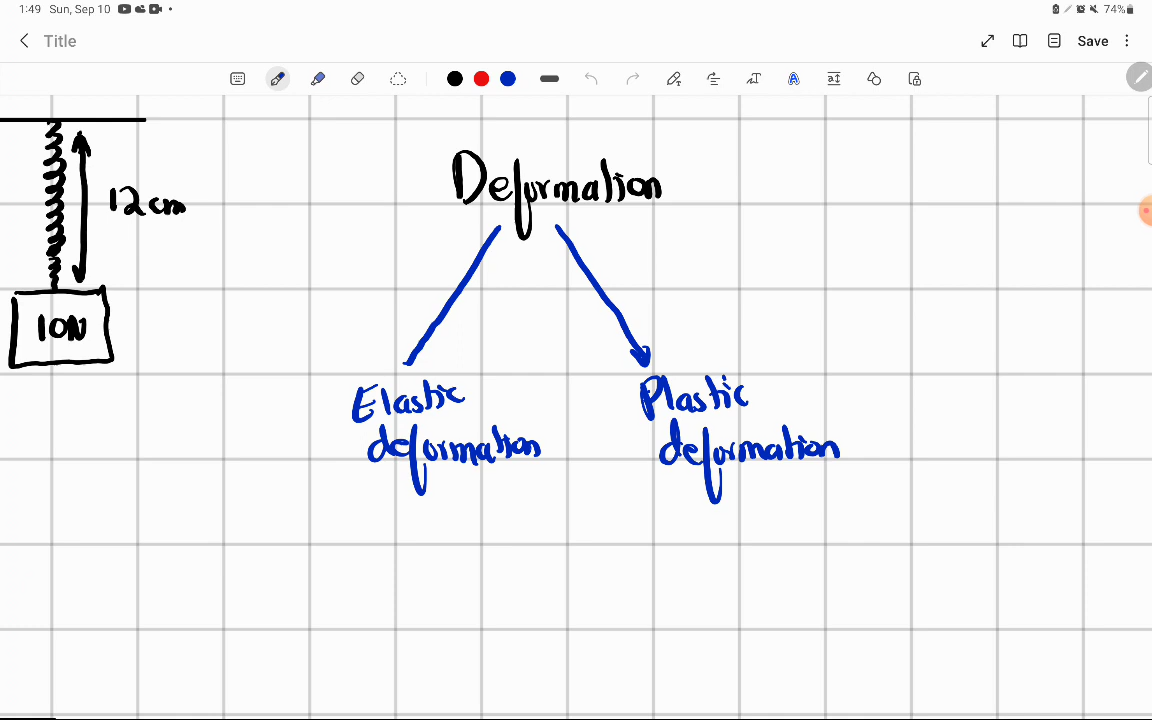 1:49 Sun, Sep 10
74%
Title
Save
12cm
10N
Deformation
Elastic
deformation
Plastic
deformation